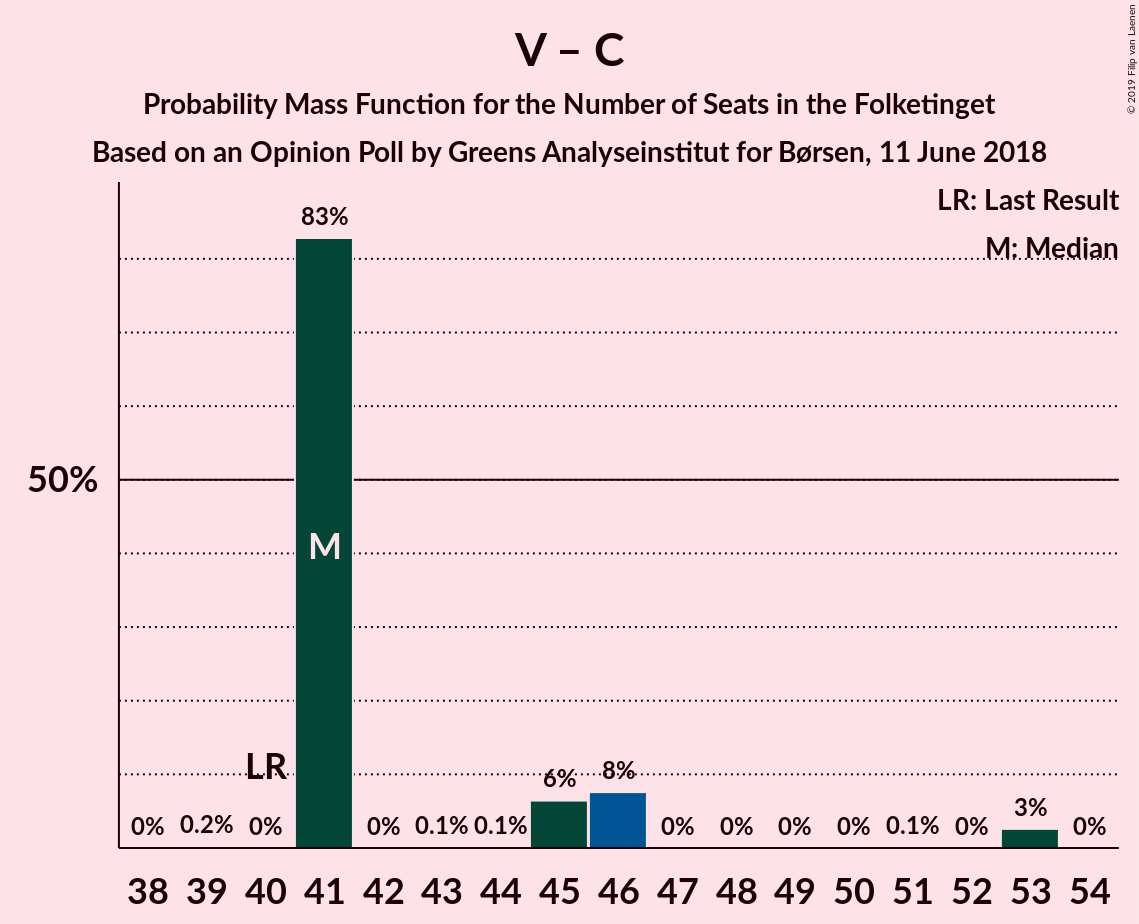 V – C
Probability Mass Function for the Number of Seats in the Folketinget
Based on an Opinion Poll by Greens Analyseinstitut for Børsen, 11 June 2018
© 2019 Filip van Laenen
LR: Last Result
M: Median
83%
50%
M
LR
6%
8%
3%
0% 0.2% 0% 0% 0.1% 0.1% 0% 0% 0% 0% 0.1% 0% 0%
38 39 40 41 42 43 44 45 46 47 48 49 50 51 52 53 54